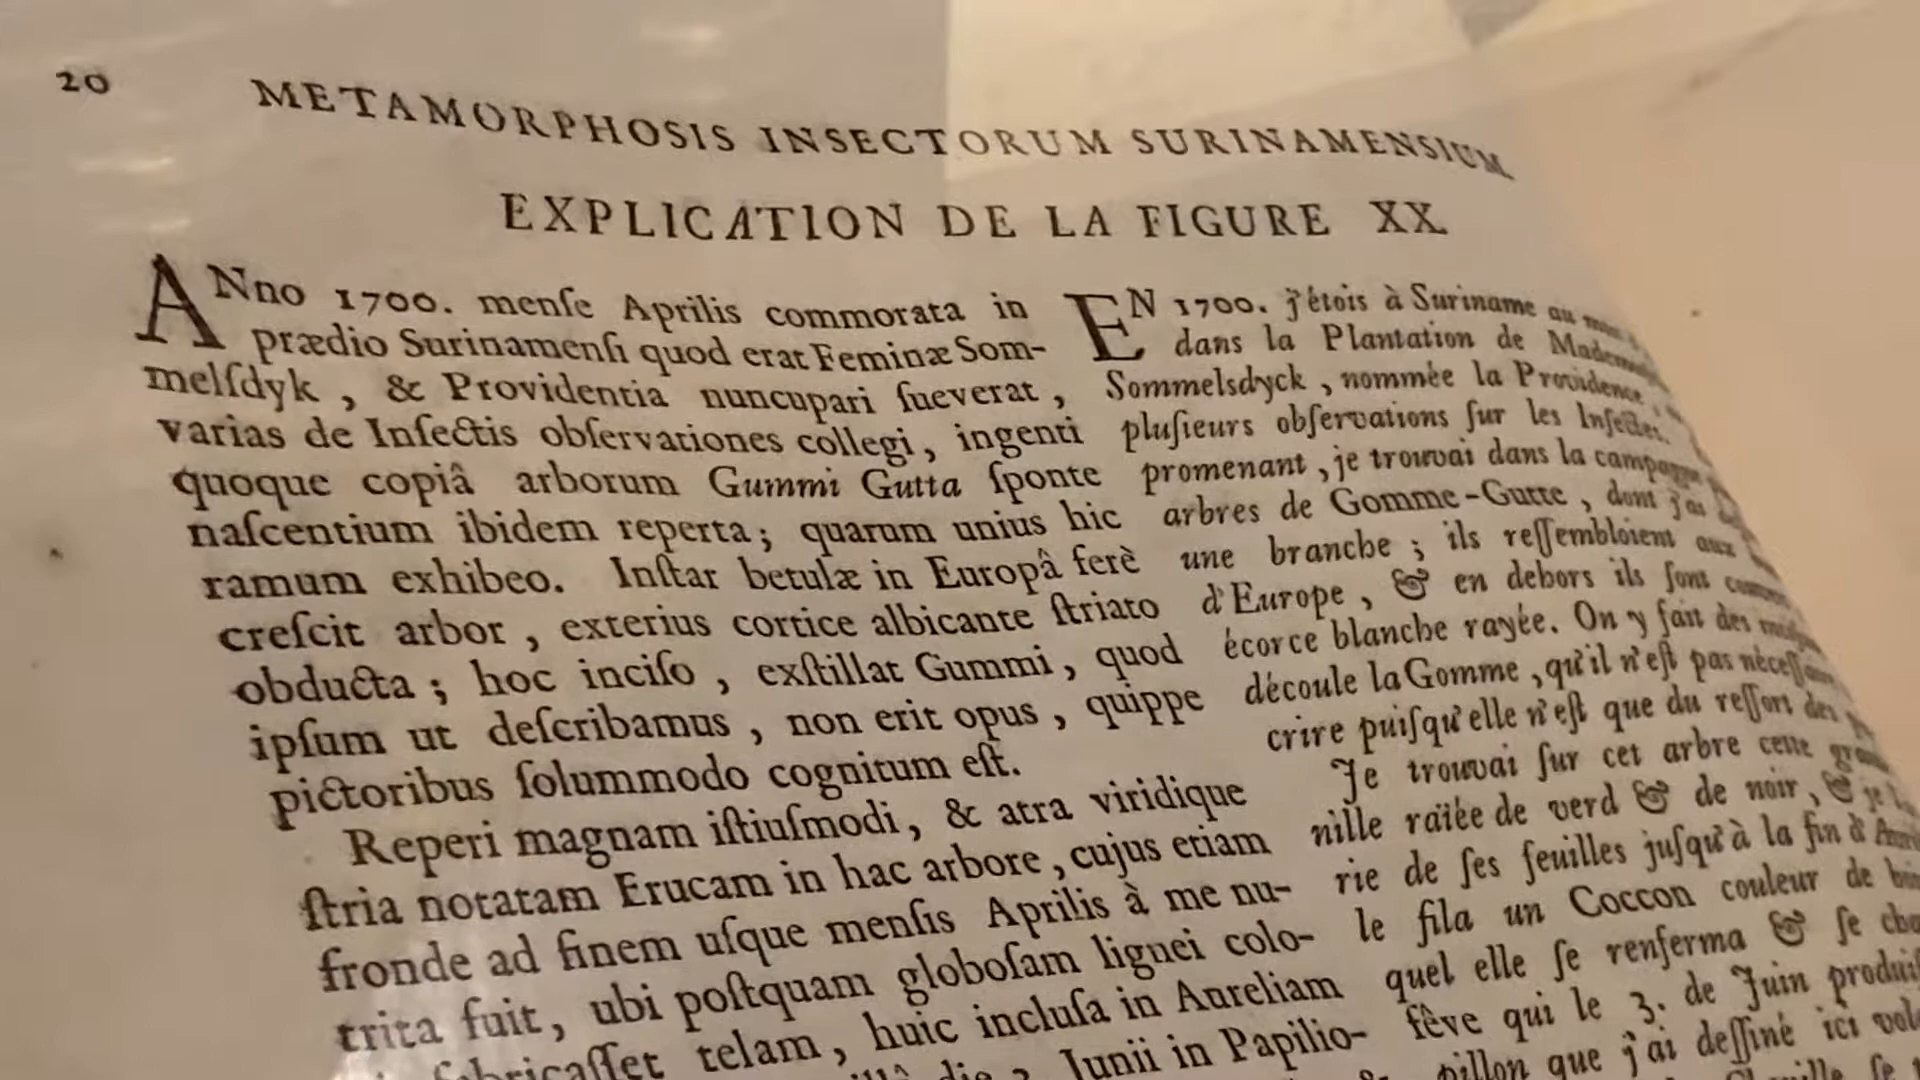 20
METAMORPHOSIS INSECTORUM SURINAMENSIUM
EXPLICATION DE LA FIGURE XX
ANno 1700. menſe Aprilis commorata in
prædio Surinamenſi quod erat Feminæ Som-
melſdyk, & Providentia nuncupari ſueverat,
varias de Inſectis obſervationes collegi, ingenti
quoque copiâ arborum Gummi Gutta ſponte
naſcentium ibidem reperta; quarum unius hic
ramum exhibeo. Inſtar betulæ in Europâ ferè
creſcit arbor, exterius cortice albicante ſtriato
obducta; hoc inciſo, exſtillat Gummi, quod
ipſum ut deſcribamus, non erit opus, quippe
pictoribus ſolummodo cognitum eſt.
Reperi magnam iſtiuſmodi, & atra viridique
ſtria notatam Erucam in hac arbore, cujus etiam
fronde ad finem uſque menſis Aprilis à me nu-
trita fuit, ubi poſtquam globoſam lignei colo-
fabricaſſet telam, huic incluſa in Aureliam
die 3 Junii in Papilio-
EN 1700. j'étois à Suriname au
dans la Plantation de
Sommelsdyck, nommée la Providence
pluſieurs obſervations ſur les Inſectes.
promenant, je trouvai dans la campagne
arbres de Gomme-Gutte, dont j'ai
une branche; ils reſſembloient aux
d'Europe, & en dehors ils ſont
écorce blanche rayée. On y fait des
découle la Gomme, qu'il n'eſt pas
crire puiſqu'elle n'eſt que du reſſort des
Je trouvai ſur cet arbre cette
nille raïée de verd & de noir, & je
rie de ſes feuilles juſqu'à la fin d'
le fila un Coccon couleur de
quel elle ſe renferma & ſe
fêve qui le 3. de Juin
pillon que j'ai deſſiné ici